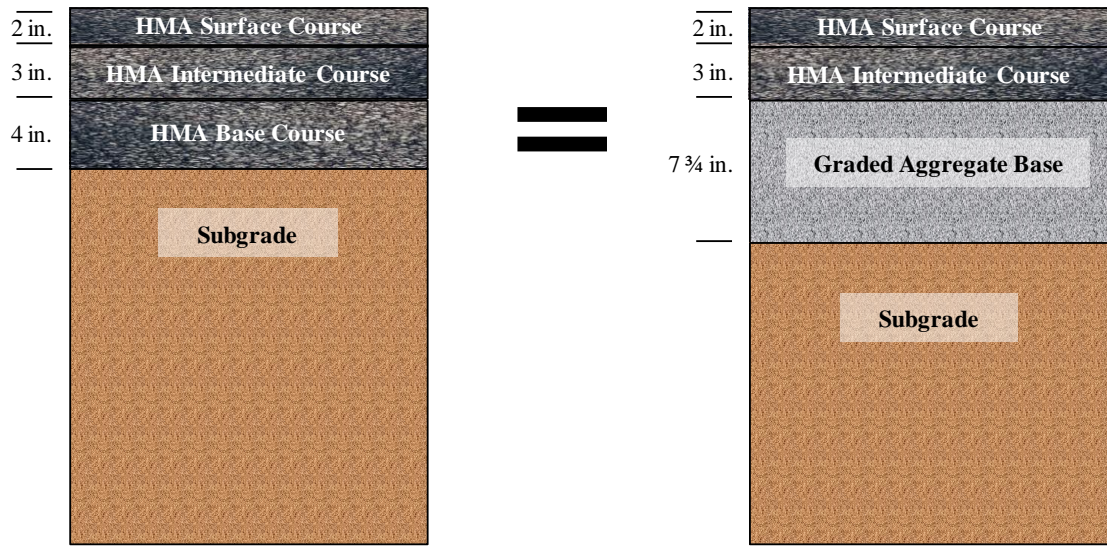 2 in.
HMA Surface Course
3 in.
HMA Intermediate Course
4 in.
HMA Base Course
Subgrade
2 in.
HMA Surface Course
3 in.
HMA Intermediate Course
7 ¾ in.
Graded Aggregate Base
Subgrade